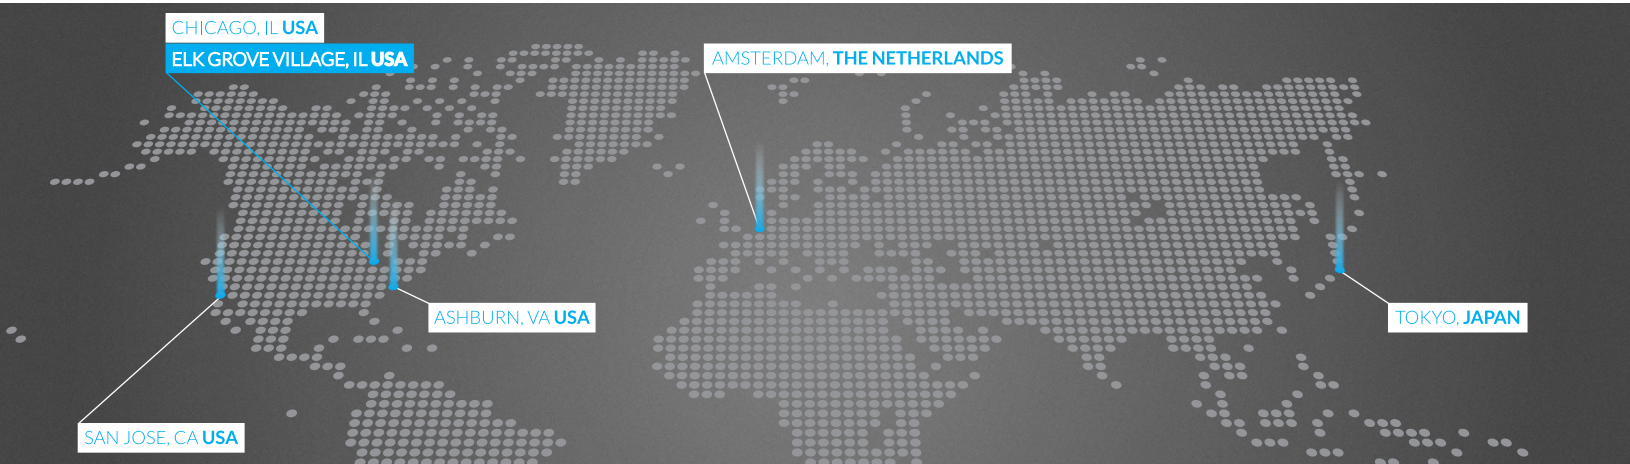 CHICAGO, IL USA
ELK GROVE VILLAGE, IL USA
AMSTERDAM, THE NETHERLANDS
ASHBURN, VA USA
TOKYO, JAPAN
SAN JOSE, CA USA